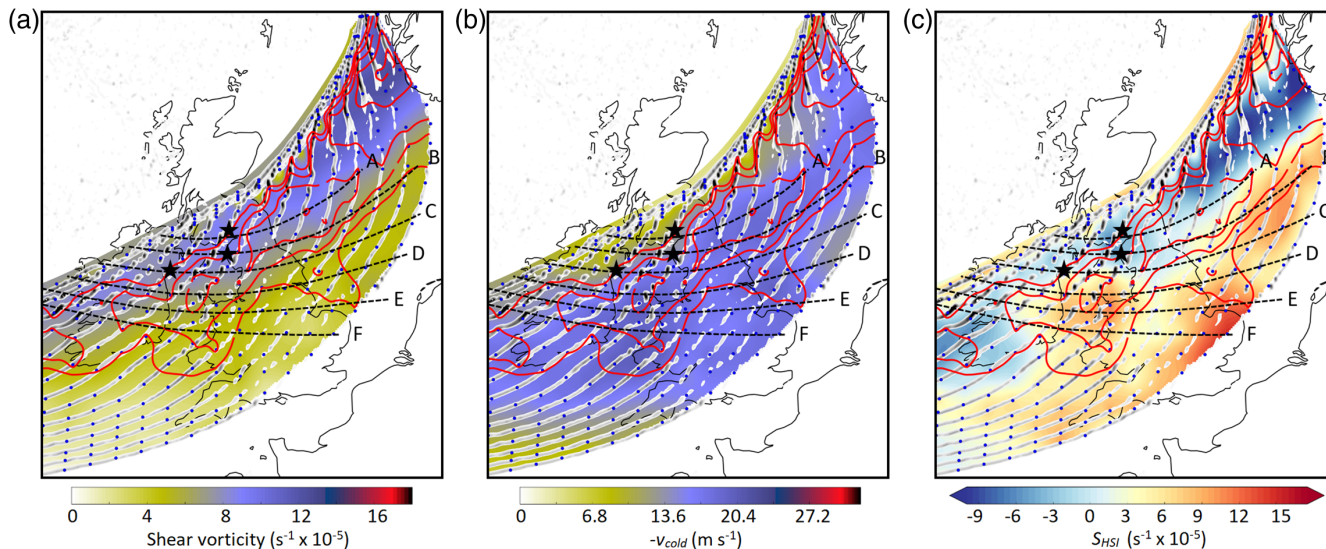 (a)
A
B
C
D
E
F
0 4 8 12 16
Shear vorticity (s⁻¹ x 10⁻⁵)
(b)
A
B
C
D
E
F
0 6.8 13.6 20.4 27.2
-v_cold (m s⁻¹)
(c)
A
B
C
D
E
F
-9 -6 -3 0 3 6 9 12 15
S_HSI (s⁻¹ x 10⁻⁵)